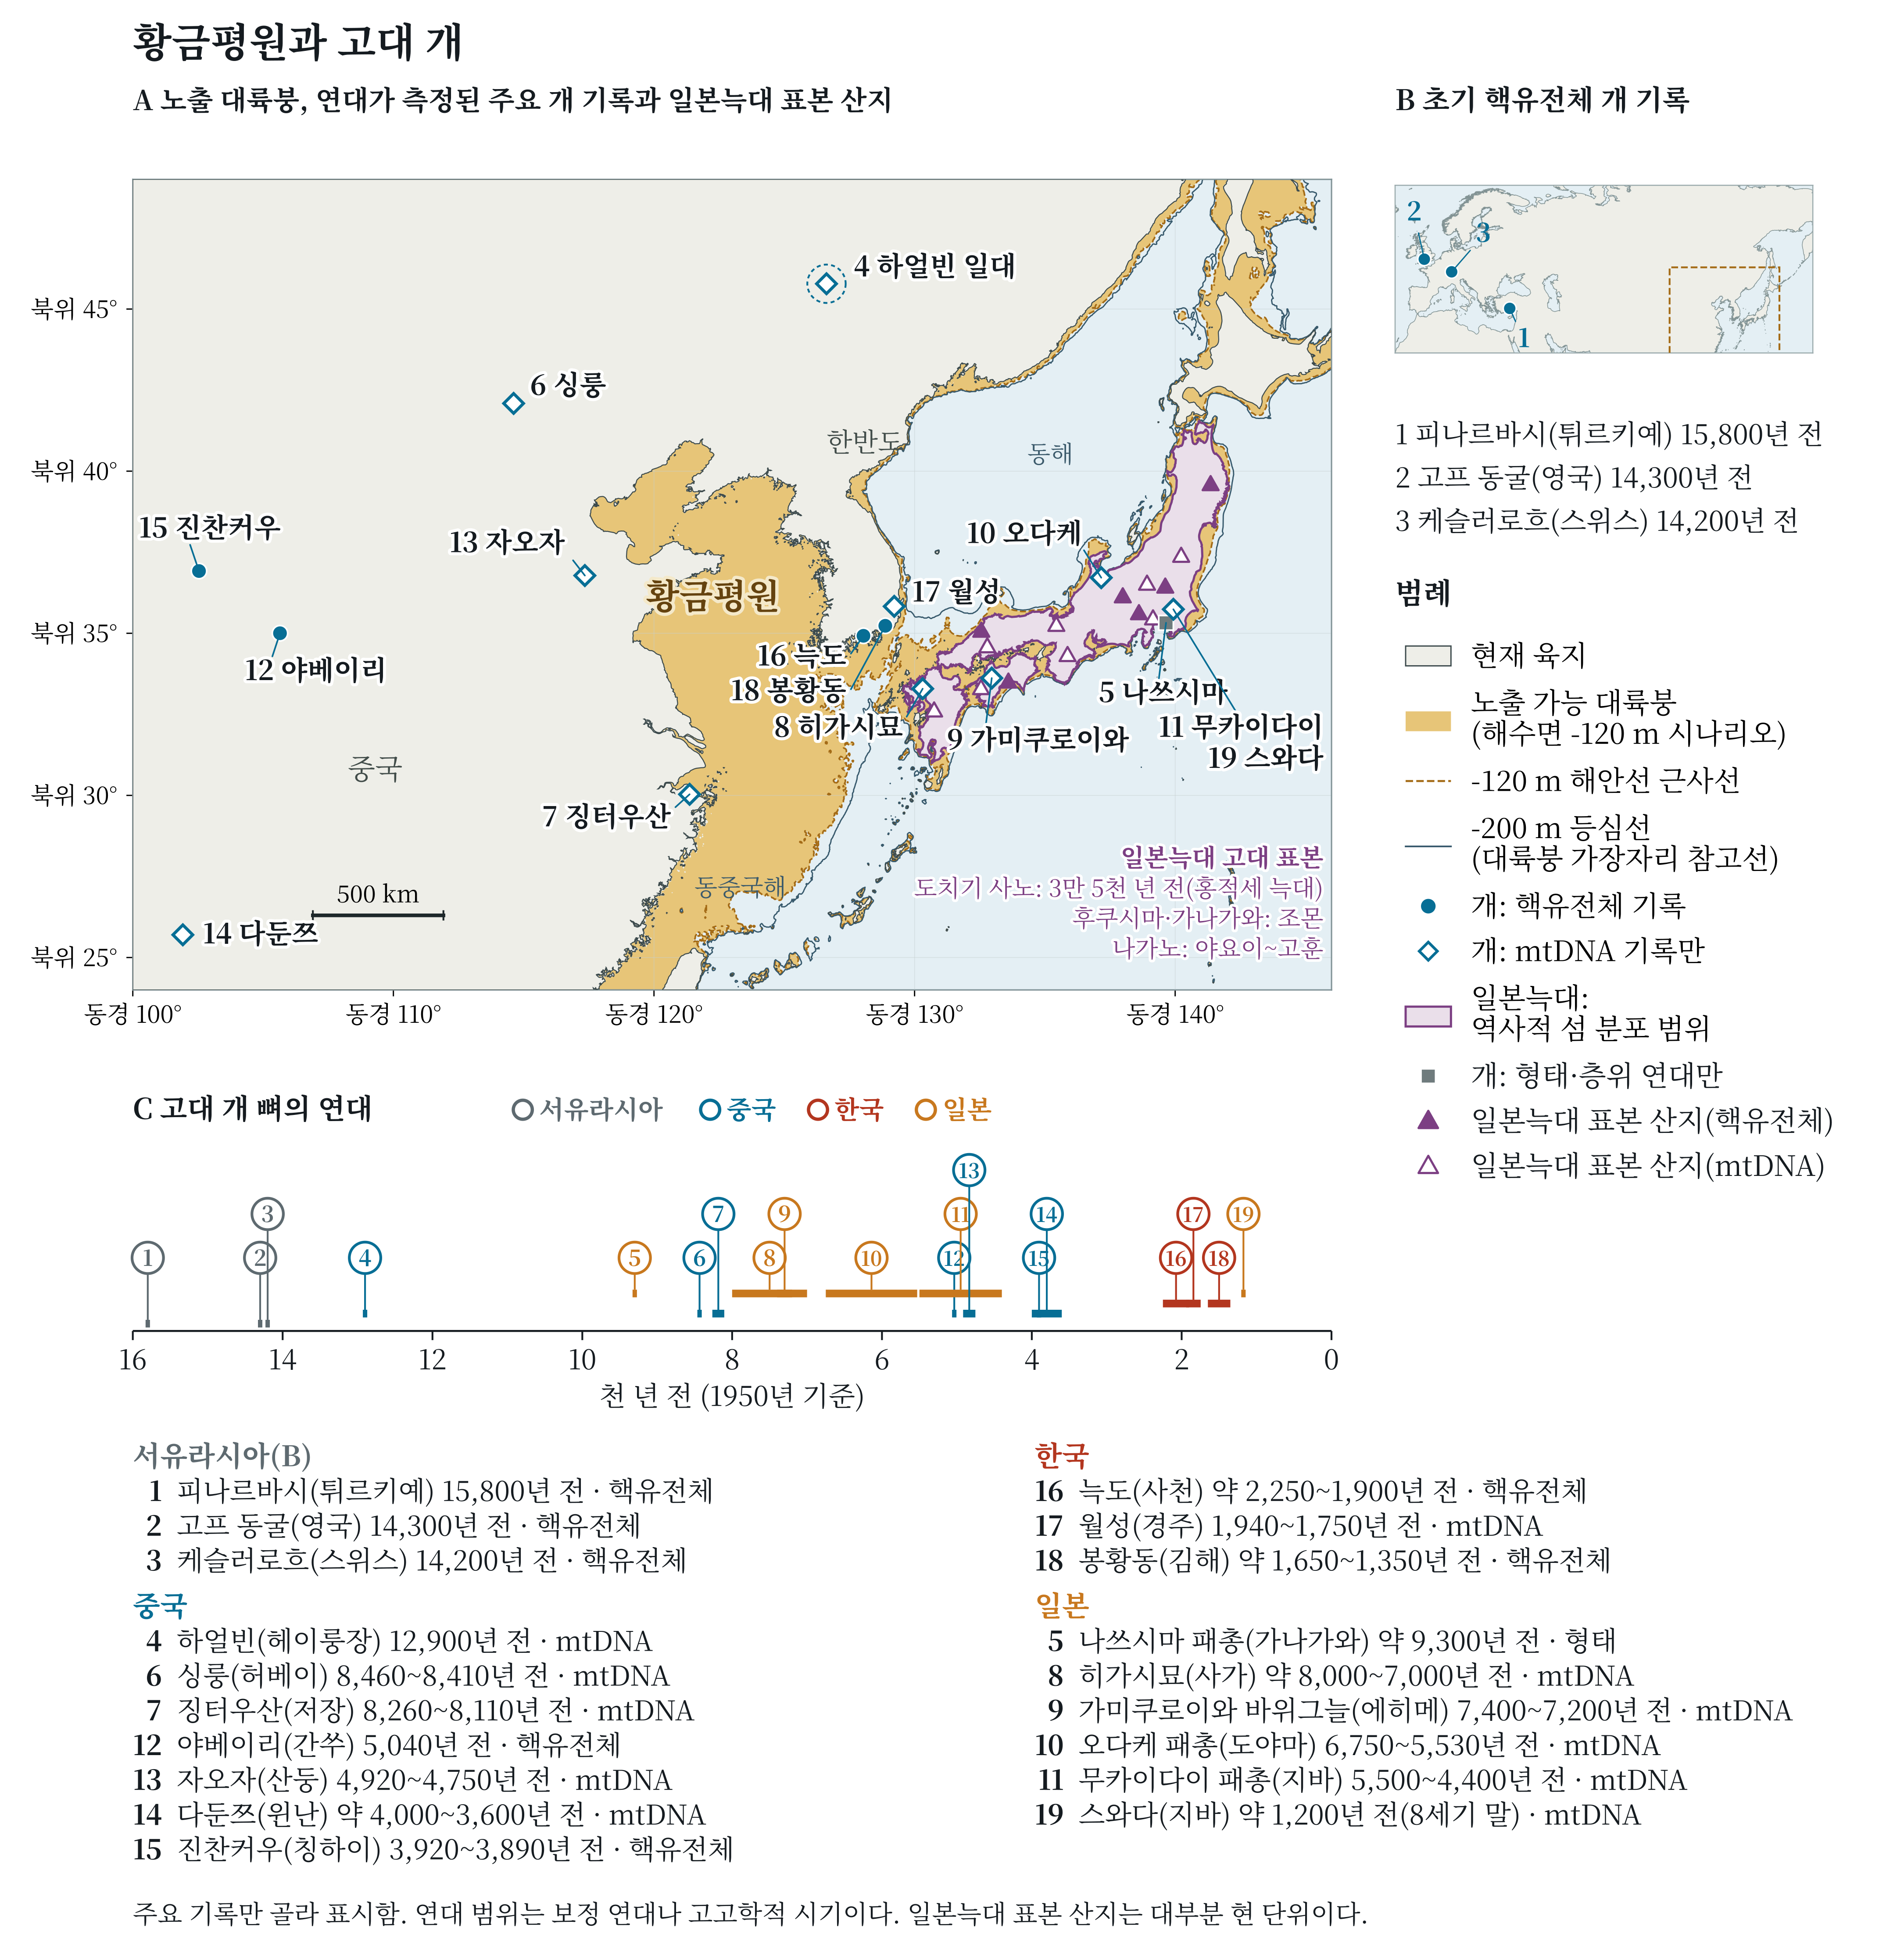 황금평원과 고대 개
A 노출 대륙붕, 연대가 측정된 주요 개 기록과 일본늑대 표본 산지
북위 45°
북위 40°
북위 35°
북위 30°
북위 25°
동경 100°
동경 110°
동경 120°
동경 130°
동경 140°
4 하얼빈 일대
6 싱룽
한반도
동해
15 진찬커우
13 자오자
10 오다케
황금평원
17 월성
12 야베이리
16 늑도
18 봉황동
8 히가시묘
9 가미쿠로이와
5 나쓰시마
11 무카이다이
19 스와다
중국
7 징터우산
동중국해
500 km
14 다둔쯔
일본늑대 고대 표본
도치기 사노: 3만 5천 년 전(홍적세 늑대)
후쿠시마·가나가와: 조몬
나가노: 야요이~고훈
B 초기 핵유전체 개 기록
2
3
1
1 피나르바시(튀르키예) 15,800년 전
2 고프 동굴(영국) 14,300년 전
3 케슬러로흐(스위스) 14,200년 전
범례
현재 육지
노출 가능 대륙붕
(해수면 -120 m 시나리오)
-120 m 해안선 근사선
-200 m 등심선
(대륙붕 가장자리 참고선)
개: 핵유전체 기록
개: mtDNA 기록만
일본늑대:
역사적 섬 분포 범위
개: 형태·층위 연대만
일본늑대 표본 산지(핵유전체)
일본늑대 표본 산지(mtDNA)
C 고대 개 뼈의 연대
서유라시아 중국 한국 일본
13
3 7 9 11 14 17 19
1 2 4 5 6 8 10 12 15 16 18
16 14 12 10 8 6 4 2 0
천 년 전 (1950년 기준)
서유라시아(B)
1 피나르바시(튀르키예) 15,800년 전 · 핵유전체
2 고프 동굴(영국) 14,300년 전 · 핵유전체
3 케슬러로흐(스위스) 14,200년 전 · 핵유전체
중국
4 하얼빈(헤이룽장) 12,900년 전 · mtDNA
6 싱룽(허베이) 8,460~8,410년 전 · mtDNA
7 징터우산(저장) 8,260~8,110년 전 · mtDNA
12 야베이리(간쑤) 5,040년 전 · 핵유전체
13 자오자(산둥) 4,920~4,750년 전 · mtDNA
14 다둔쯔(윈난) 약 4,000~3,600년 전 · mtDNA
15 진찬커우(칭하이) 3,920~3,890년 전 · 핵유전체
한국
16 늑도(사천) 약 2,250~1,900년 전 · 핵유전체
17 월성(경주) 1,940~1,750년 전 · mtDNA
18 봉황동(김해) 약 1,650~1,350년 전 · 핵유전체
일본
5 나쓰시마 패총(가나가와) 약 9,300년 전 · 형태
8 히가시묘(사가) 약 8,000~7,000년 전 · mtDNA
9 가미쿠로이와 바위그늘(에히메) 7,400~7,200년 전 · mtDNA
10 오다케 패총(도야마) 6,750~5,530년 전 · mtDNA
11 무카이다이 패총(지바) 5,500~4,400년 전 · mtDNA
19 스와다(지바) 약 1,200년 전(8세기 말) · mtDNA
주요 기록만 골라 표시함. 연대 범위는 보정 연대나 고고학적 시기이다. 일본늑대 표본 산지는 대부분 현 단위이다.